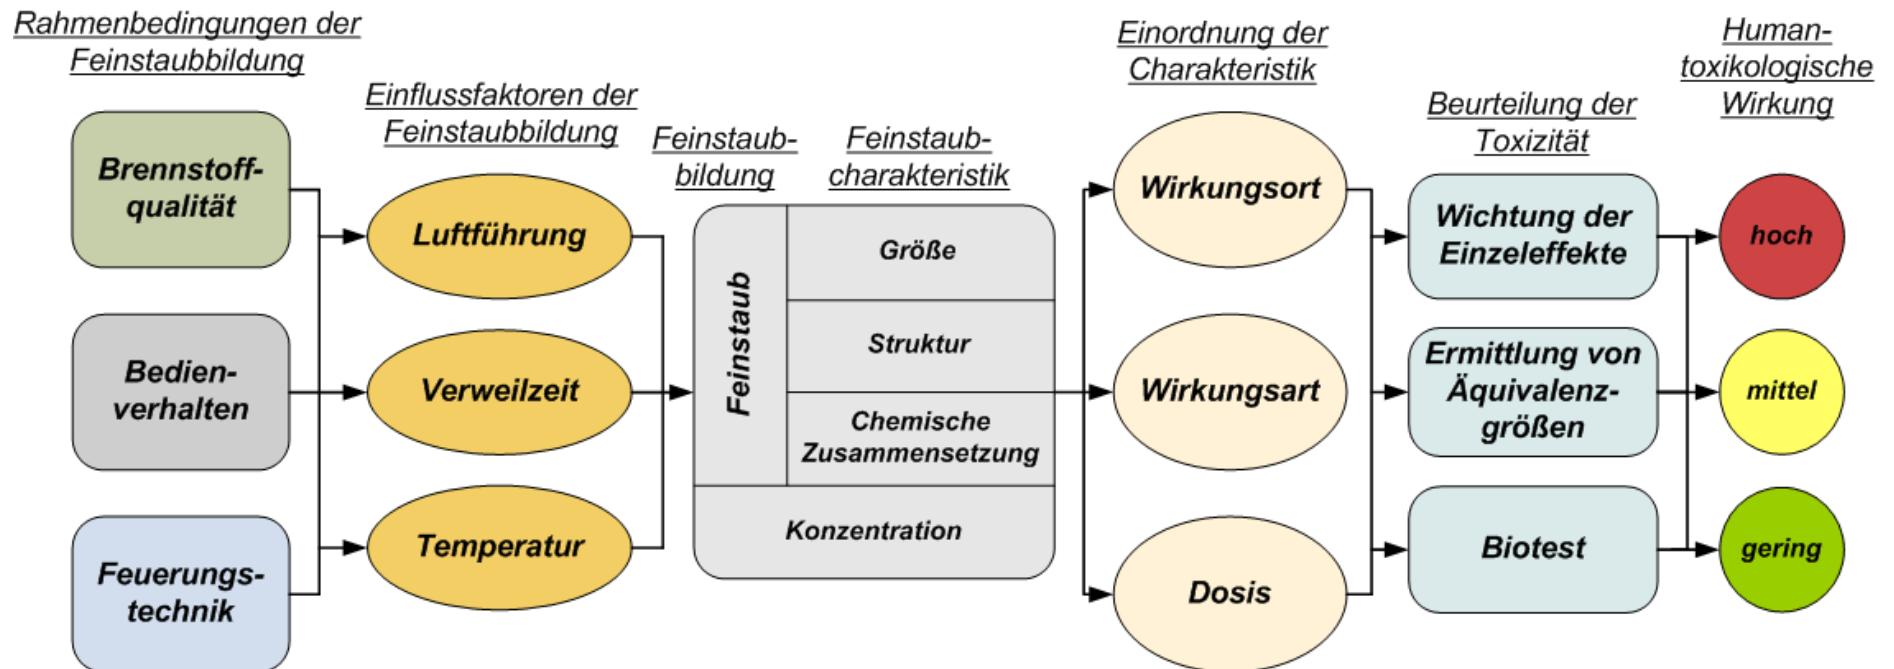 Rahmenbedingungen der
Feinstaubbildung
Brennstoff-
qualität
Bedien-
verhalten
Feuerungs-
technik
Einflussfaktoren der
Feinstaubbildung
Luftführung
Verweilzeit
Temperatur
Feinstaub-
bildung
Feinstaub-
charakteristik
Feinstaub
Größe
Struktur
Chemische
Zusammensetzung
Konzentration
Einordnung der
Charakteristik
Wirkungsort
Wirkungsart
Dosis
Beurteilung der
Toxizität
Wichtung der
Einzeleffekte
Ermittlung von
Äquivalenz-
größen
Biotest
Human-
toxikologische
Wirkung
hoch
mittel
gering